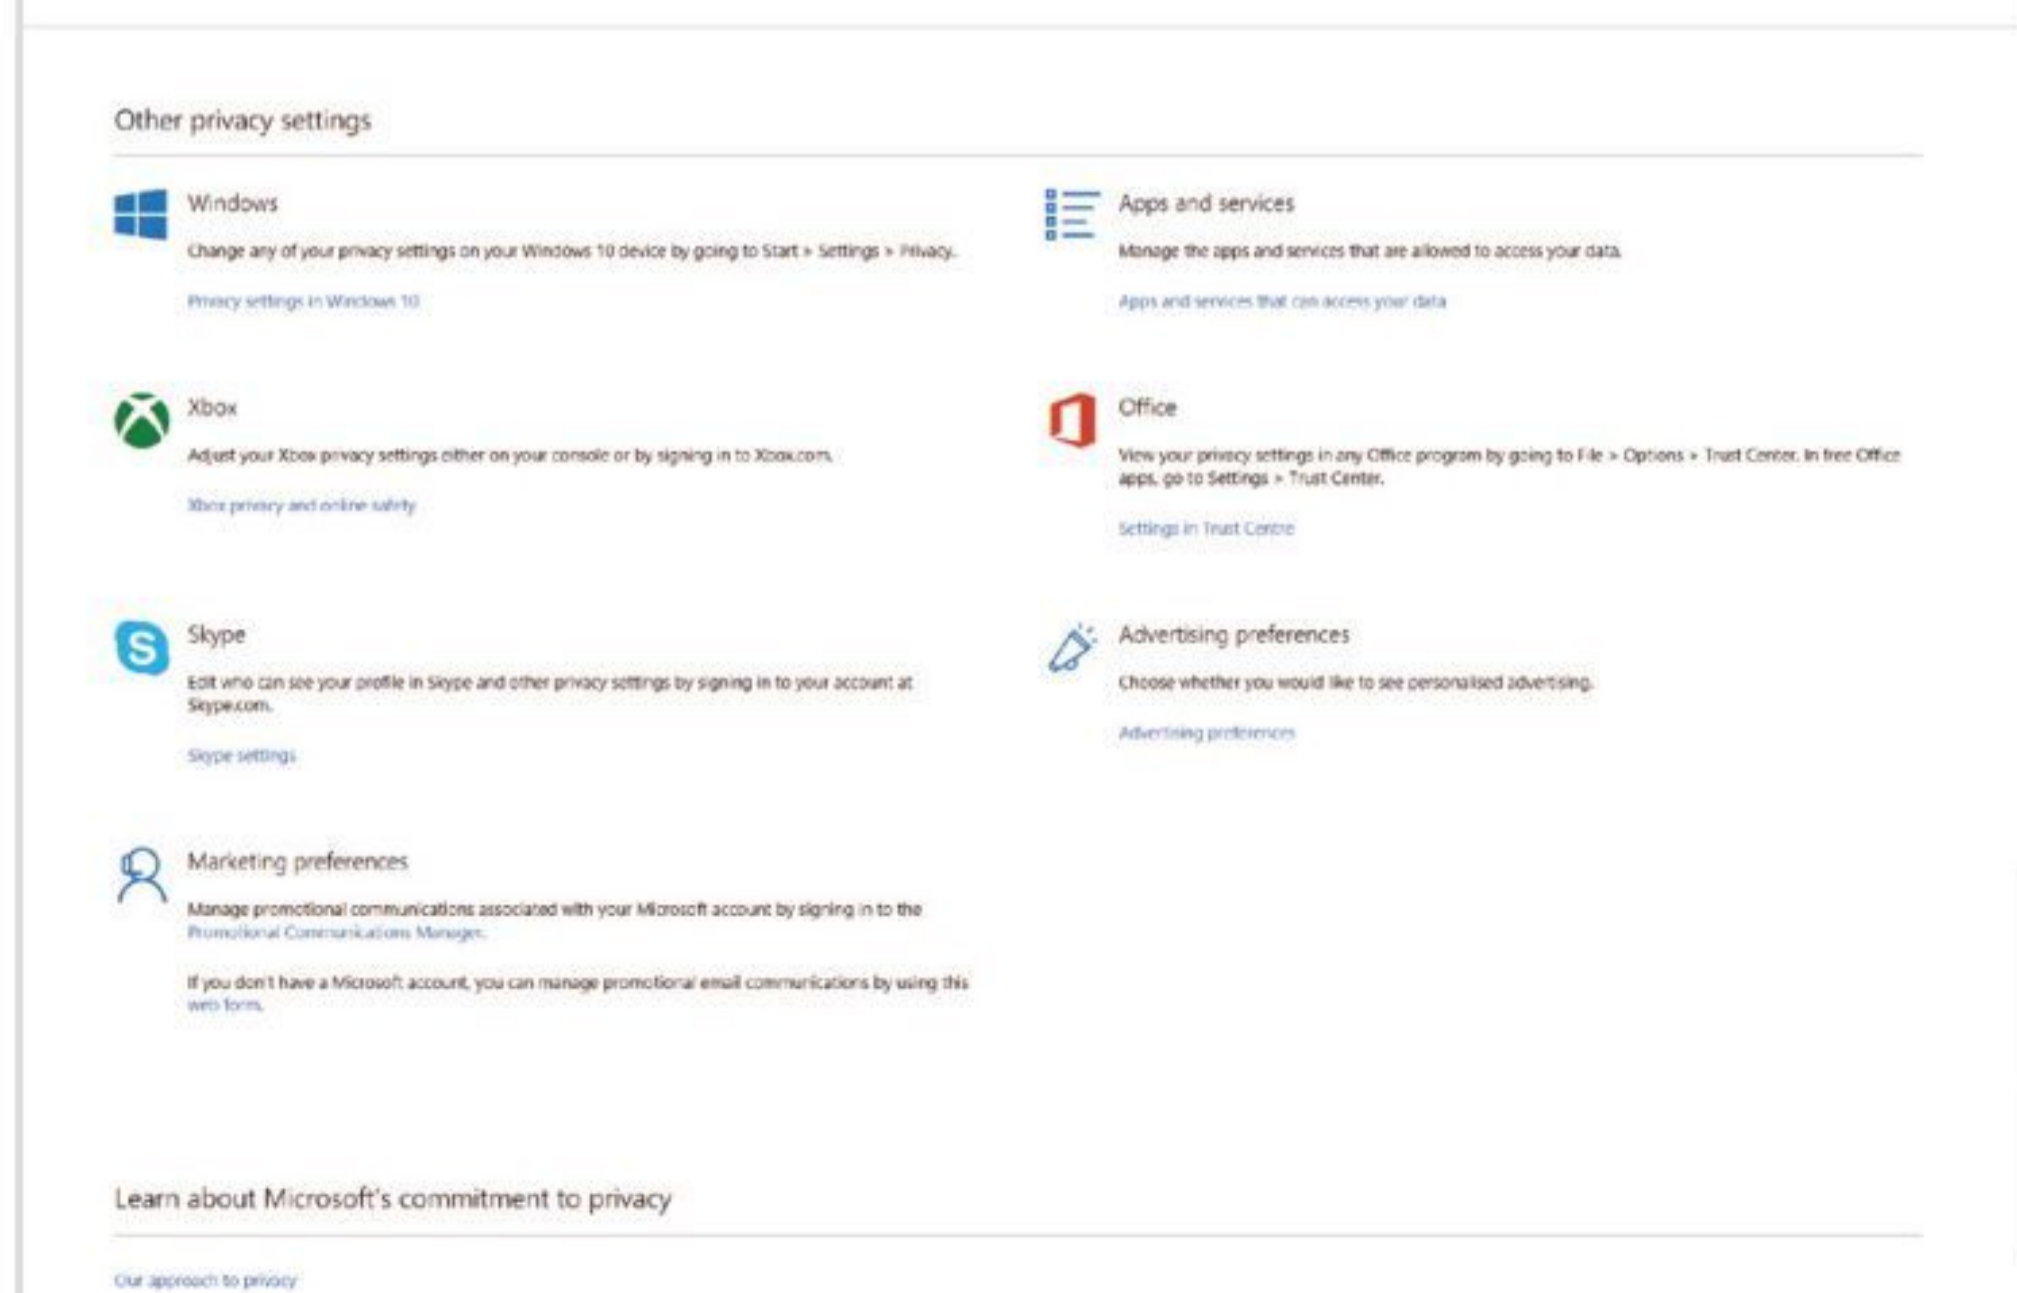 Other privacy settings
Windows
Change any of your privacy settings on your Windows 10 device by going to Start > Settings > Privacy.
Privacy settings in Windows 10
Apps and services
Manage the apps and services that are allowed to access your data.
Apps and services that can access your data
Xbox
Adjust your Xbox privacy settings either on your console or by signing in to Xbox.com.
Xbox privacy and online safety
Office
View your privacy settings in any Office program by going to File > Options > Trust Center. In free Office
apps, go to Settings > Trust Center.
Settings in Trust Centre
Skype
Edit who can see your profile in Skype and other privacy settings by signing in to your account at
Skype.com.
Skype settings
Advertising preferences
Choose whether you would like to see personalised advertising.
Advertising preferences
Marketing preferences
Manage promotional communications associated with your Microsoft account by signing in to the
Promotional Communications Manager.
If you don't have a Microsoft account, you can manage promotional email communications by using this
web form.
Learn about Microsoft's commitment to privacy
Our approach to privacy